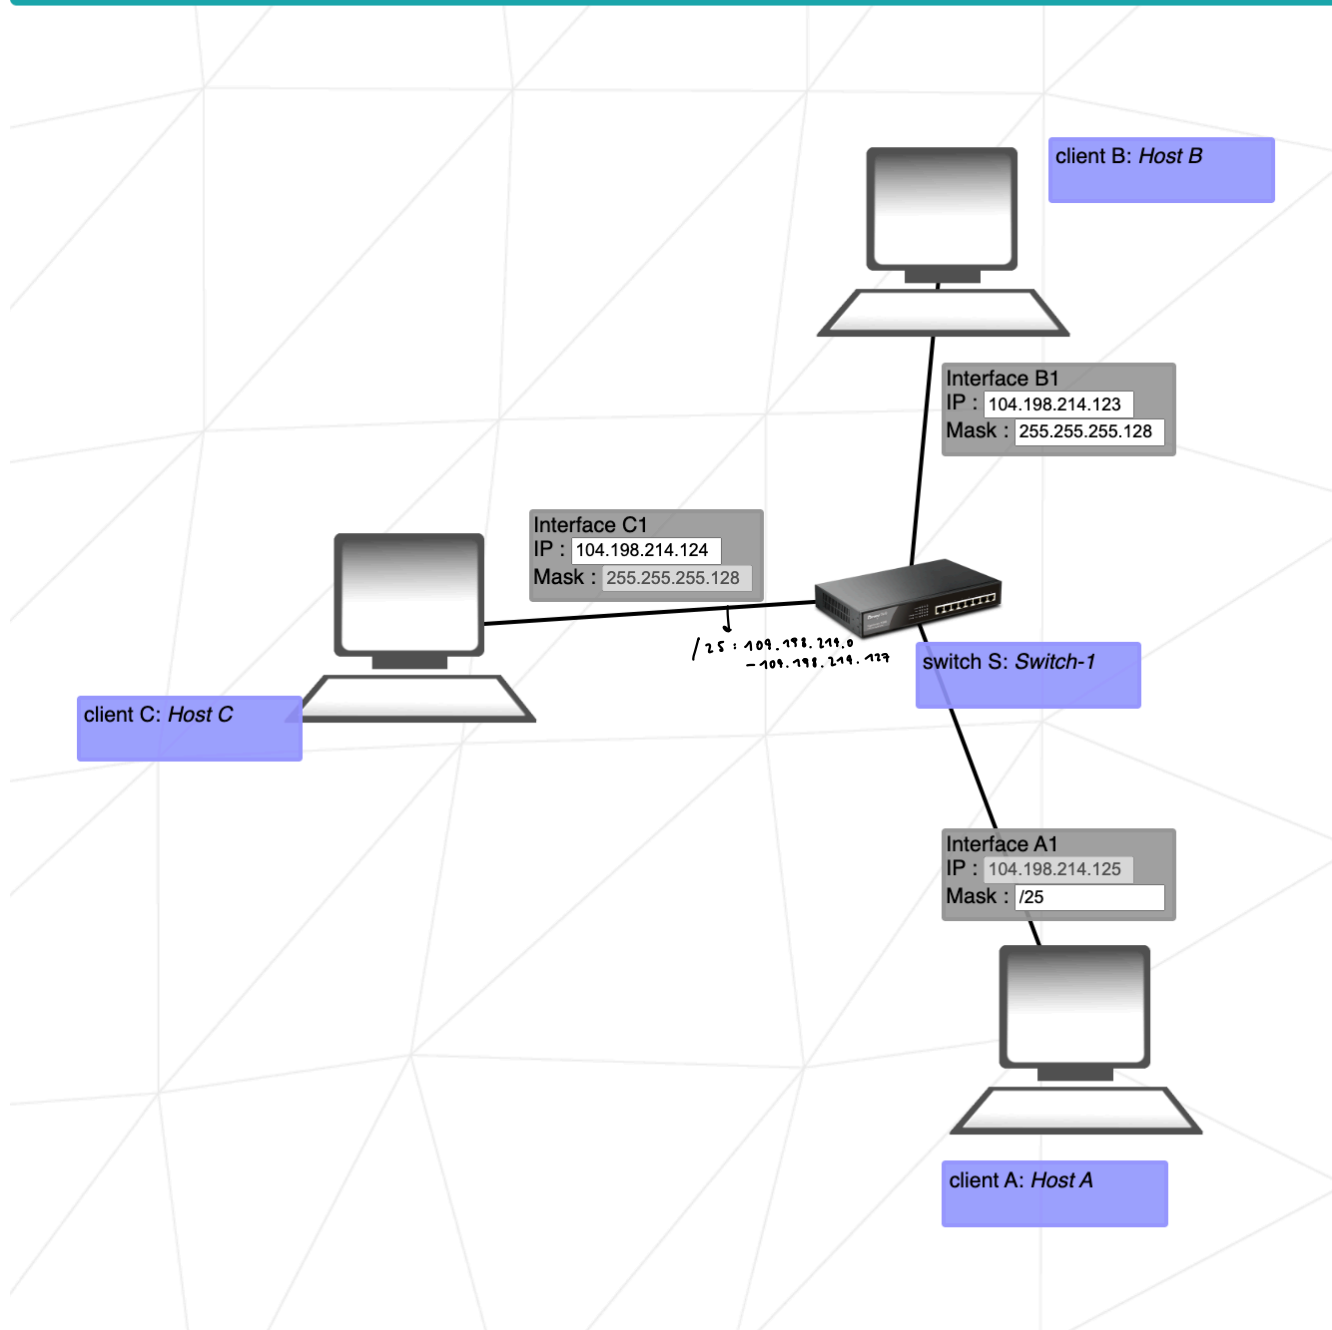 client B: Host B
Interface B1
IP : 104.198.214.123
Mask : 255.255.255.128
Interface C1
IP : 104.198.214.124
Mask : 255.255.255.128
/25 : 104.198.214.0
- 104.198.214.127
switch S: Switch-1
client C: Host C
Interface A1
IP : 104.198.214.125
Mask : /25
client A: Host A